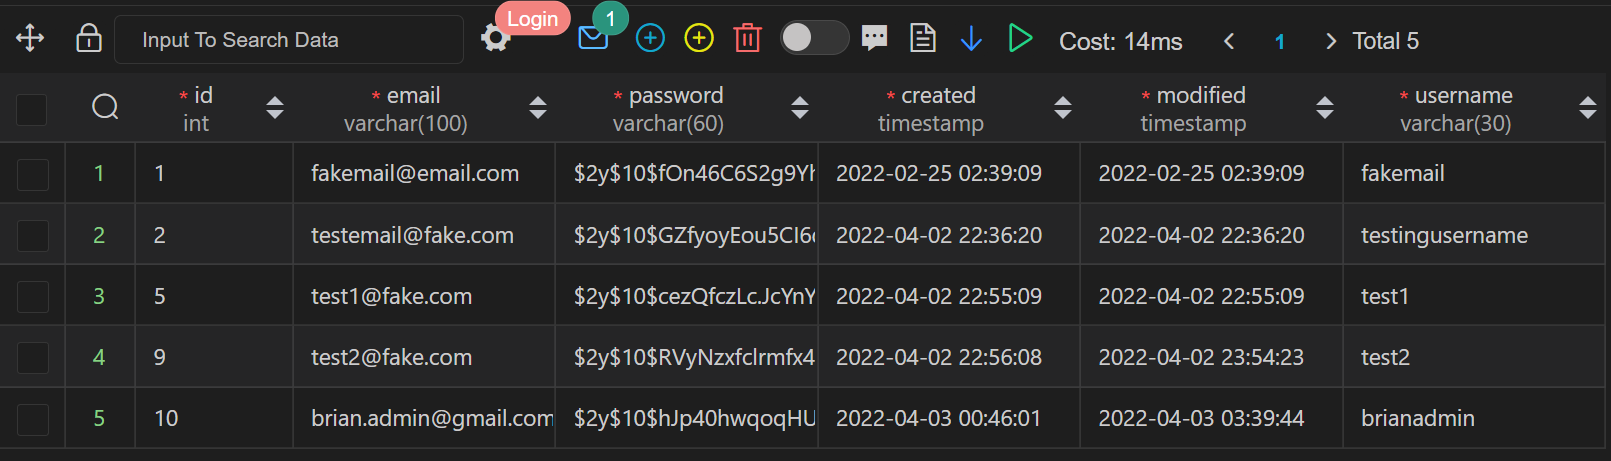 Login
1
Input To Search Data
Cost: 14ms
1
Total 5
* id
int
* email
varchar(100)
* password
varchar(60)
* created
timestamp
* modified
timestamp
* username
varchar(30)
1 1 fakemail@email.com $2y$10$fOn46C6S2g9Yh 2022-02-25 02:39:09 2022-02-25 02:39:09 fakemail
2 2 testemail@fake.com $2y$10$GZfyoyEou5CI6 2022-04-02 22:36:20 2022-04-02 22:36:20 testingusername
3 5 test1@fake.com $2y$10$cezQfczLc.JcYnY 2022-04-02 22:55:09 2022-04-02 22:55:09 test1
4 9 test2@fake.com $2y$10$RVyNzxfclrmfx4 2022-04-02 22:56:08 2022-04-02 23:54:23 test2
5 10 brian.admin@gmail.com $2y$10$hJp40hwqoqHU 2022-04-03 00:46:01 2022-04-03 03:39:44 brianadmin